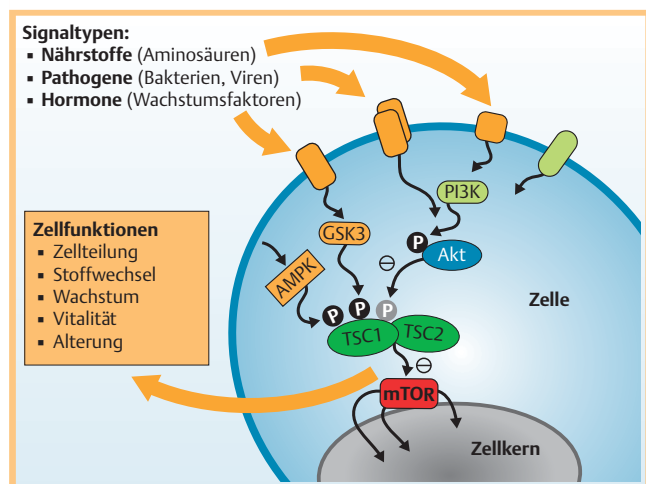 Signaltypen:
▪ Nährstoffe (Aminosäuren)
▪ Pathogene (Bakterien, Viren)
▪ Hormone (Wachstumsfaktoren)
PI3K
GSK3
P
Akt
⊖
AMPK
Zellfunktionen
▪ Zellteilung
▪ Stoffwechsel
▪ Wachstum
▪ Vitalität
▪ Alterung
Zelle
P
P
P
TSC1
TSC2
⊖
mTOR
Zellkern